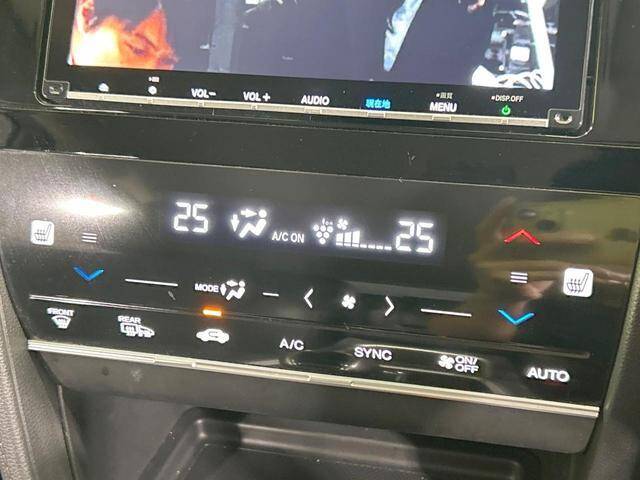 VOL− VOL+ AUDIO 現在地 MENU DISP.OFF
25 A/C ON 25
MODE
FRONT REAR A/C SYNC ON/OFF AUTO